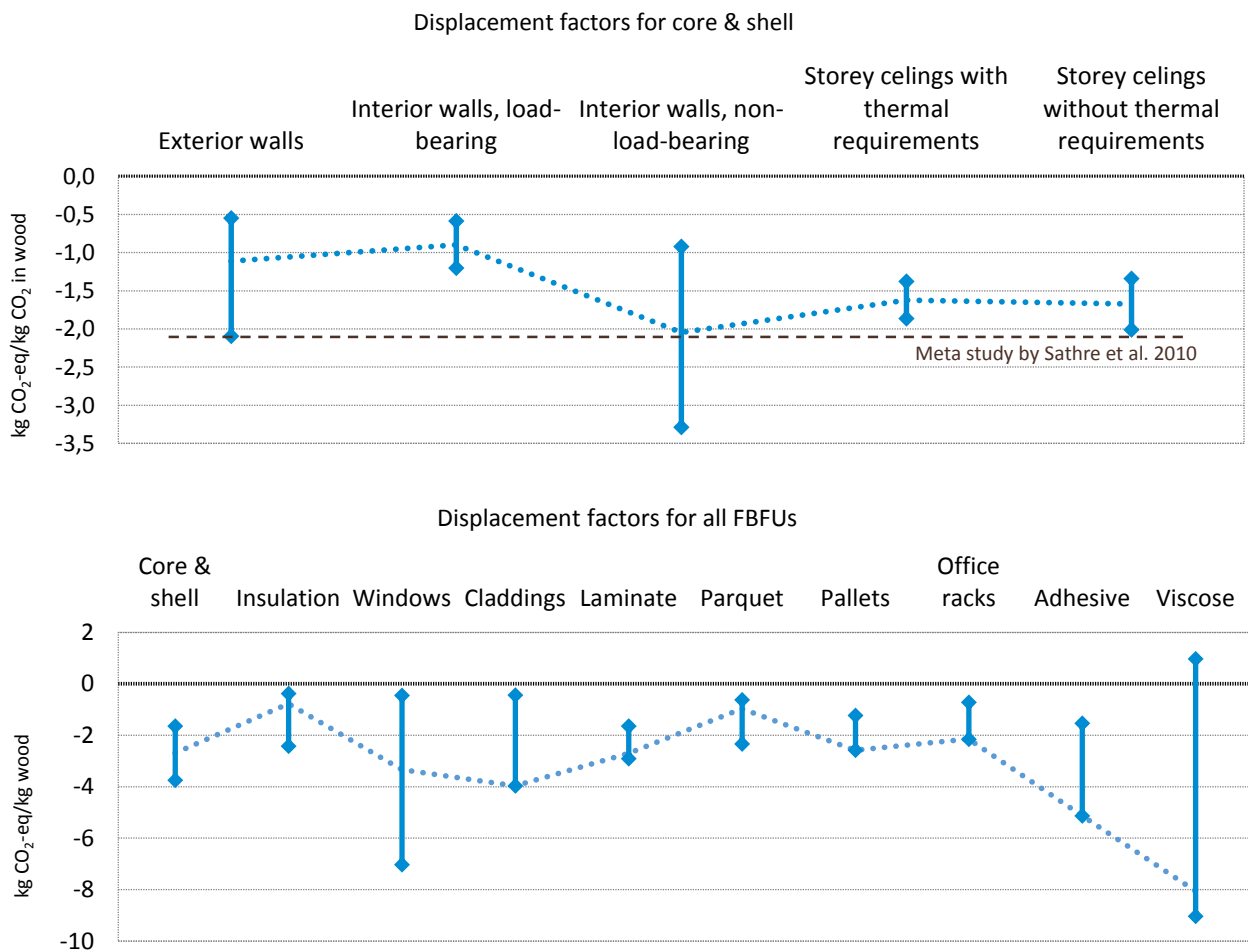 Displacement factors for core & shell
Exterior walls
Interior walls, load-
bearing
Interior walls, non-
load-bearing
Storey celings with
thermal
requirements
Storey celings
without thermal
requirements
kg CO₂-eq/kg CO₂ in wood
0,0
-0,5
-1,0
-1,5
-2,0
-2,5
-3,0
-3,5
Meta study by Sathre et al. 2010
Displacement factors for all FBFUs
Core &
shell
Insulation
Windows
Claddings
Laminate
Parquet
Pallets
Office
racks
Adhesive
Viscose
kg CO₂-eq/kg wood
2
0
-2
-4
-6
-8
-10